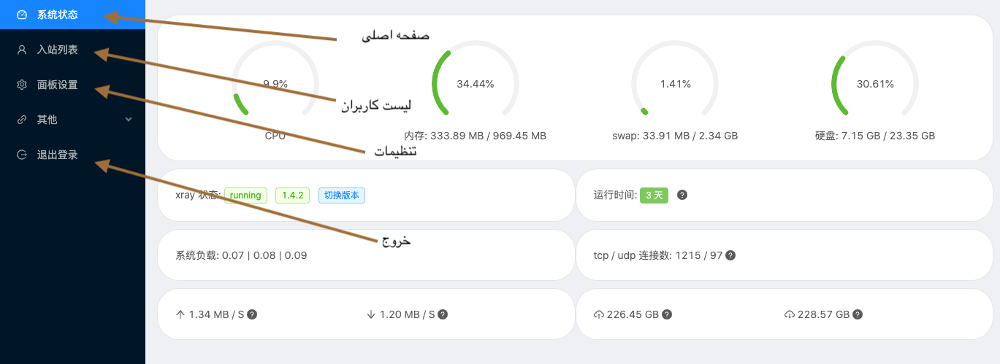 系统状态
入站列表
面板设置
其他
退出登录
صفحه اصلی
لیست کاربران
تنظیمات
خروج
9.9%
CPU
34.44%
内存: 333.89 MB / 969.45 MB
1.41%
swap: 33.91 MB / 2.34 GB
30.61%
硬盘: 7.15 GB / 23.35 GB
xray 状态: running 1.4.2 切换版本
运行时间: 3 天 ?
系统负载: 0.07 | 0.08 | 0.09
tcp / udp 连接数: 1215 / 97 ?
1.34 MB / S ?
1.20 MB / S ?
226.45 GB ?
228.57 GB ?